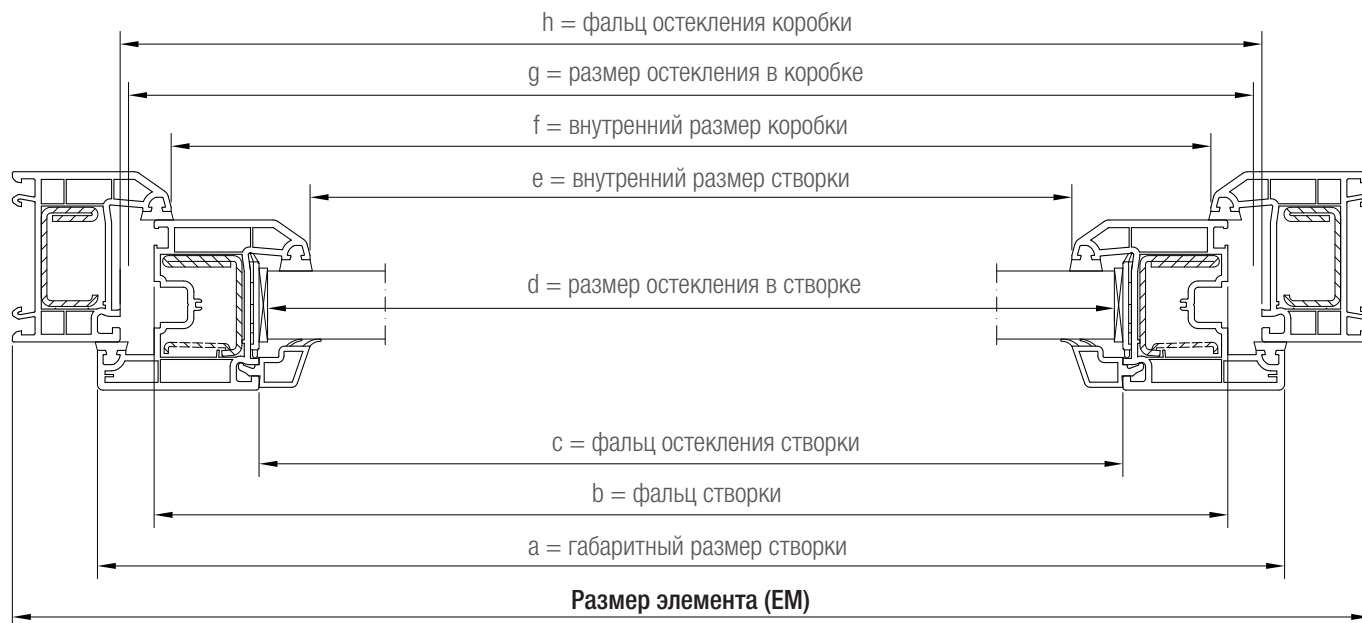 h = фальц остекления коробки
g = размер остекления в коробке
f = внутренний размер коробки
e = внутренний размер створки
d = размер остекления в створке
c = фальц остекления створки
b = фальц створки
a = габаритный размер створки
Размер элемента (EM)